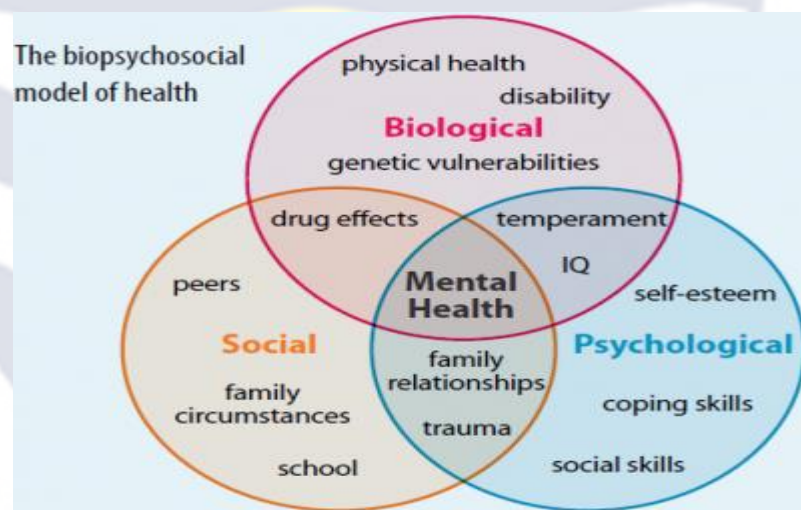 The biopsychosocial
model of health
physical health
disability
Biological
genetic vulnerabilities
drug effects
temperament
IQ
Mental
Health
peers
self-esteem
Social
Psychological
family
relationships
family
circumstances
coping skills
trauma
school
social skills